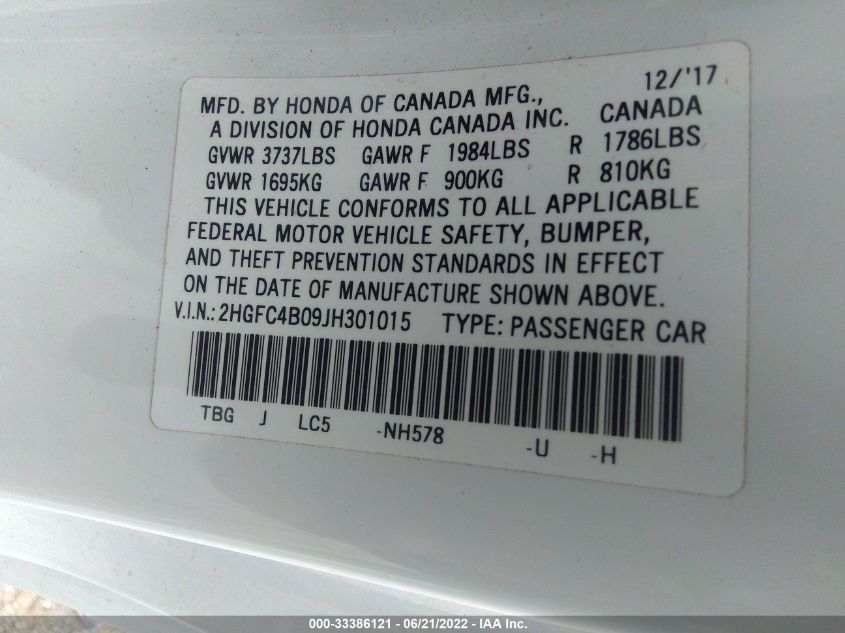 12/'17
MFD. BY HONDA OF CANADA MFG.,
A DIVISION OF HONDA CANADA INC. CANADA
GVWR 3737LBS GAWR F 1984LBS R 1786LBS
GVWR 1695KG GAWR F 900KG R 810KG
THIS VEHICLE CONFORMS TO ALL APPLICABLE
FEDERAL MOTOR VEHICLE SAFETY, BUMPER,
AND THEFT PREVENTION STANDARDS IN EFFECT
ON THE DATE OF MANUFACTURE SHOWN ABOVE.
V.I.N.: 2HGFC4B09JH301015 TYPE: PASSENGER CAR
TBG J LC5 -NH578 -U -H
000-33386121 - 06/21/2022 - IAA Inc.